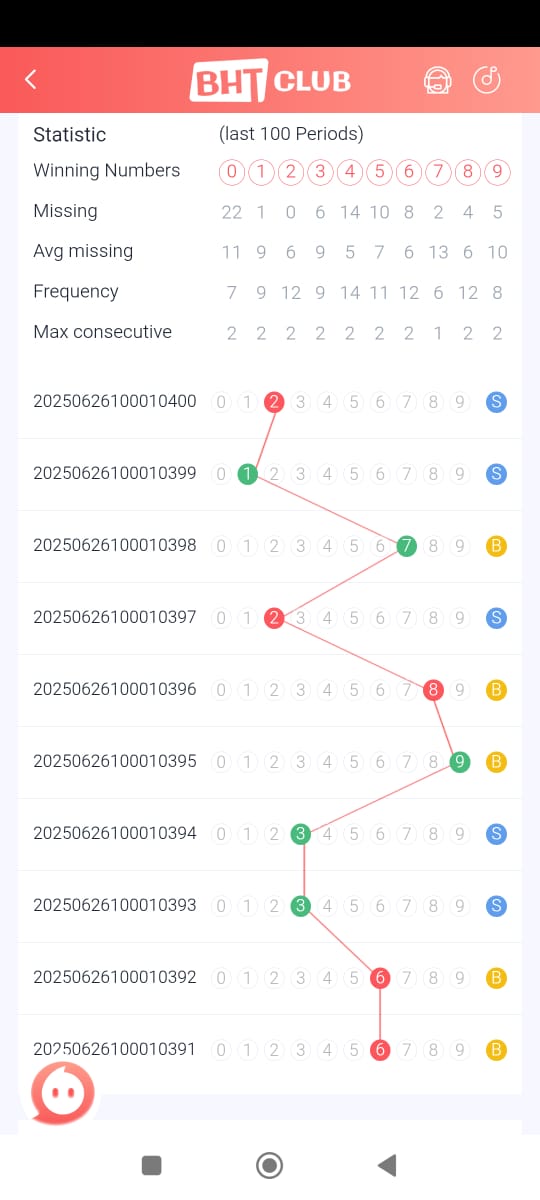 BHT CLUB
Statistic (last 100 Periods)
Winning Numbers 0 1 2 3 4 5 6 7 8 9
Missing 22 1 0 6 14 10 8 2 4 5
Avg missing 11 9 6 9 5 7 6 13 6 10
Frequency 7 9 12 9 14 11 12 6 12 8
Max consecutive 2 2 2 2 2 2 2 1 2 2
20250626100010400 0 1 2 3 4 5 6 7 8 9 S
20250626100010399 0 1 2 3 4 5 6 7 8 9 S
20250626100010398 0 1 2 3 4 5 6 7 8 9 B
20250626100010397 0 1 2 3 4 5 6 7 8 9 S
20250626100010396 0 1 2 3 4 5 6 7 8 9 B
20250626100010395 0 1 2 3 4 5 6 7 8 9 B
20250626100010394 0 1 2 3 4 5 6 7 8 9 S
20250626100010393 0 1 2 3 4 5 6 7 8 9 S
20250626100010392 0 1 2 3 4 5 6 7 8 9 B
20250626100010391 0 1 2 3 4 5 6 7 8 9 B